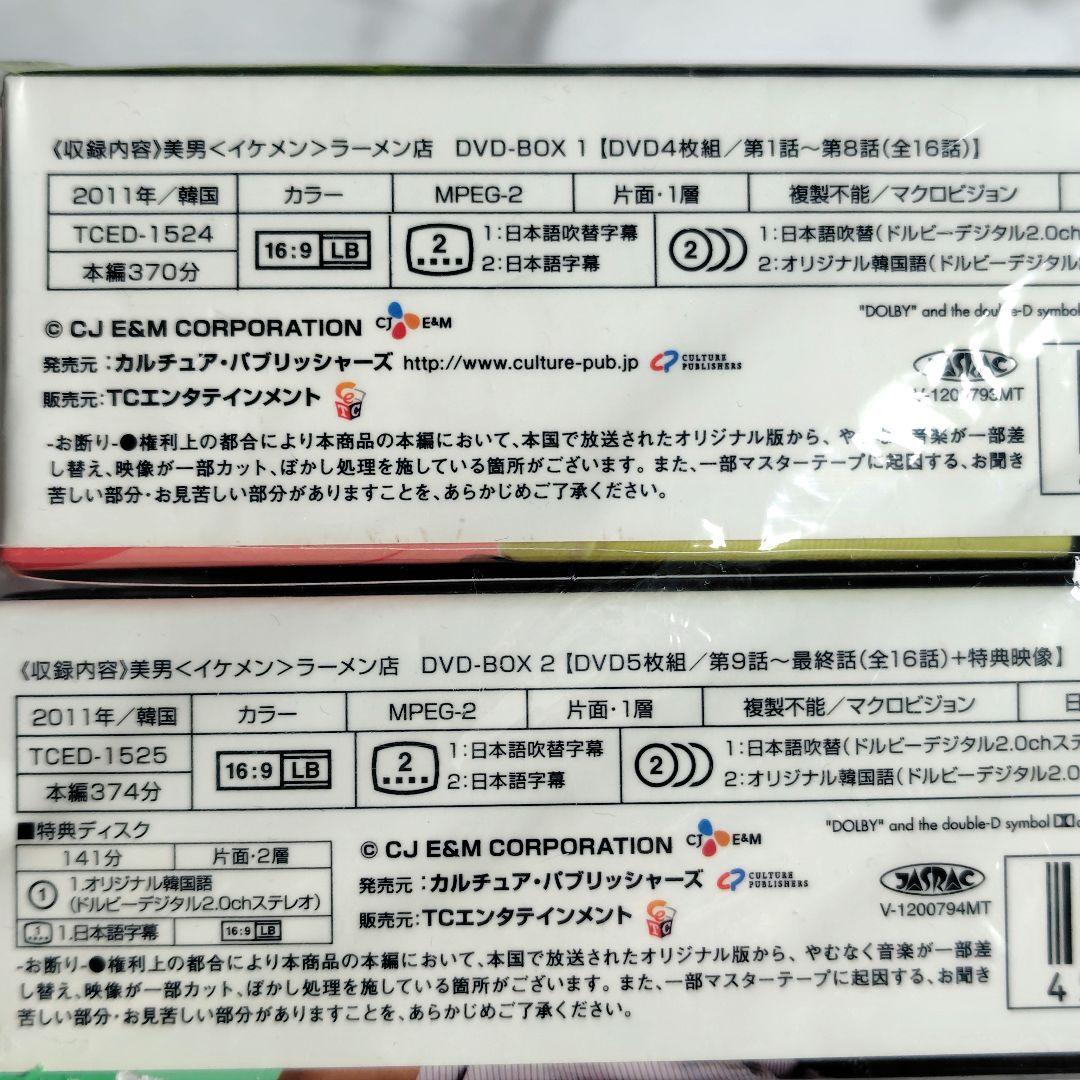 《収録内容》美男<イケメン>ラーメン店 DVD-BOX 1【DVD4枚組／第1話～第8話(全16話)】
2011年／韓国 カラー MPEG-2 片面・1層 複製不能／マクロビジョン
TCED-1524
本編370分
16:9 LB
2 1:日本語吹替字幕
2:日本語字幕
2 1:日本語吹替(ドルビーデジタル2.0ch
2:オリジナル韓国語(ドルビーデジタル
"DOLBY" and the double-D symbol
© CJ E&M CORPORATION CJ E&M
発売元:カルチュア・パブリッシャーズ http://www.culture-pub.jp CULTURE PUBLISHERS
JASRAC
V-1200793MT
販売元:TCエンタテインメント
-お断り-●権利上の都合により本商品の本編において、本国で放送されたオリジナル版から、やむなく音楽が一部差
し替え、映像が一部カット、ぼかし処理を施している箇所がございます。また、一部マスターテープに起因する、お聞き
苦しい部分・お見苦しい部分がありますことを、あらかじめご了承ください。
《収録内容》美男<イケメン>ラーメン店 DVD-BOX 2【DVD5枚組／第9話～最終話(全16話)+特典映像】
2011年／韓国 カラー MPEG-2 片面・1層 複製不能／マクロビジョン 日
TCED-1525
本編374分
16:9 LB
2 1:日本語吹替字幕
2:日本語字幕
2 1:日本語吹替(ドルビーデジタル2.0chステ
2:オリジナル韓国語(ドルビーデジタル2.0
"DOLBY" and the double-D symbol
■特典ディスク
141分 片面・2層
1 1.オリジナル韓国語
(ドルビーデジタル2.0chステレオ)
1 1.日本語字幕 16:9 LB
© CJ E&M CORPORATION CJ E&M
発売元:カルチュア・パブリッシャーズ CULTURE PUBLISHERS
販売元:TCエンタテインメント
JASRAC
V-1200794MT
-お断り-●権利上の都合により本商品の本編において、本国で放送されたオリジナル版から、やむなく音楽が一部差
し替え、映像が一部カット、ぼかし処理を施している箇所がございます。また、一部マスターテープに起因する、お聞き
苦しい部分・お見苦しい部分がありますことを、あらかじめご了承ください。
4